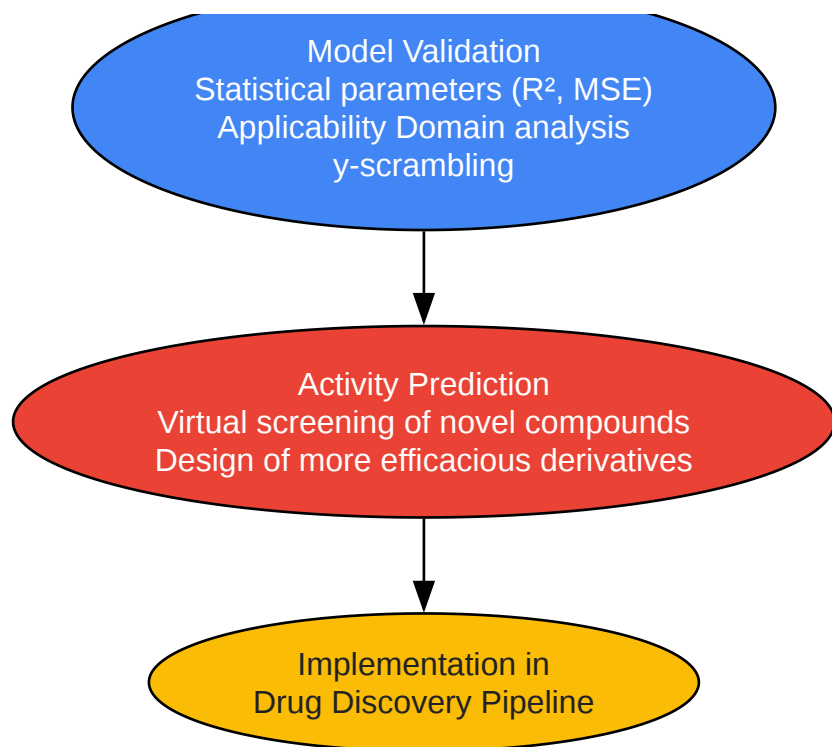 Model Validation
Statistical parameters (R², MSE)
Applicability Domain analysis
y-scrambling
Activity Prediction
Virtual screening of novel compounds
Design of more efficacious derivatives
Implementation in
Drug Discovery Pipeline